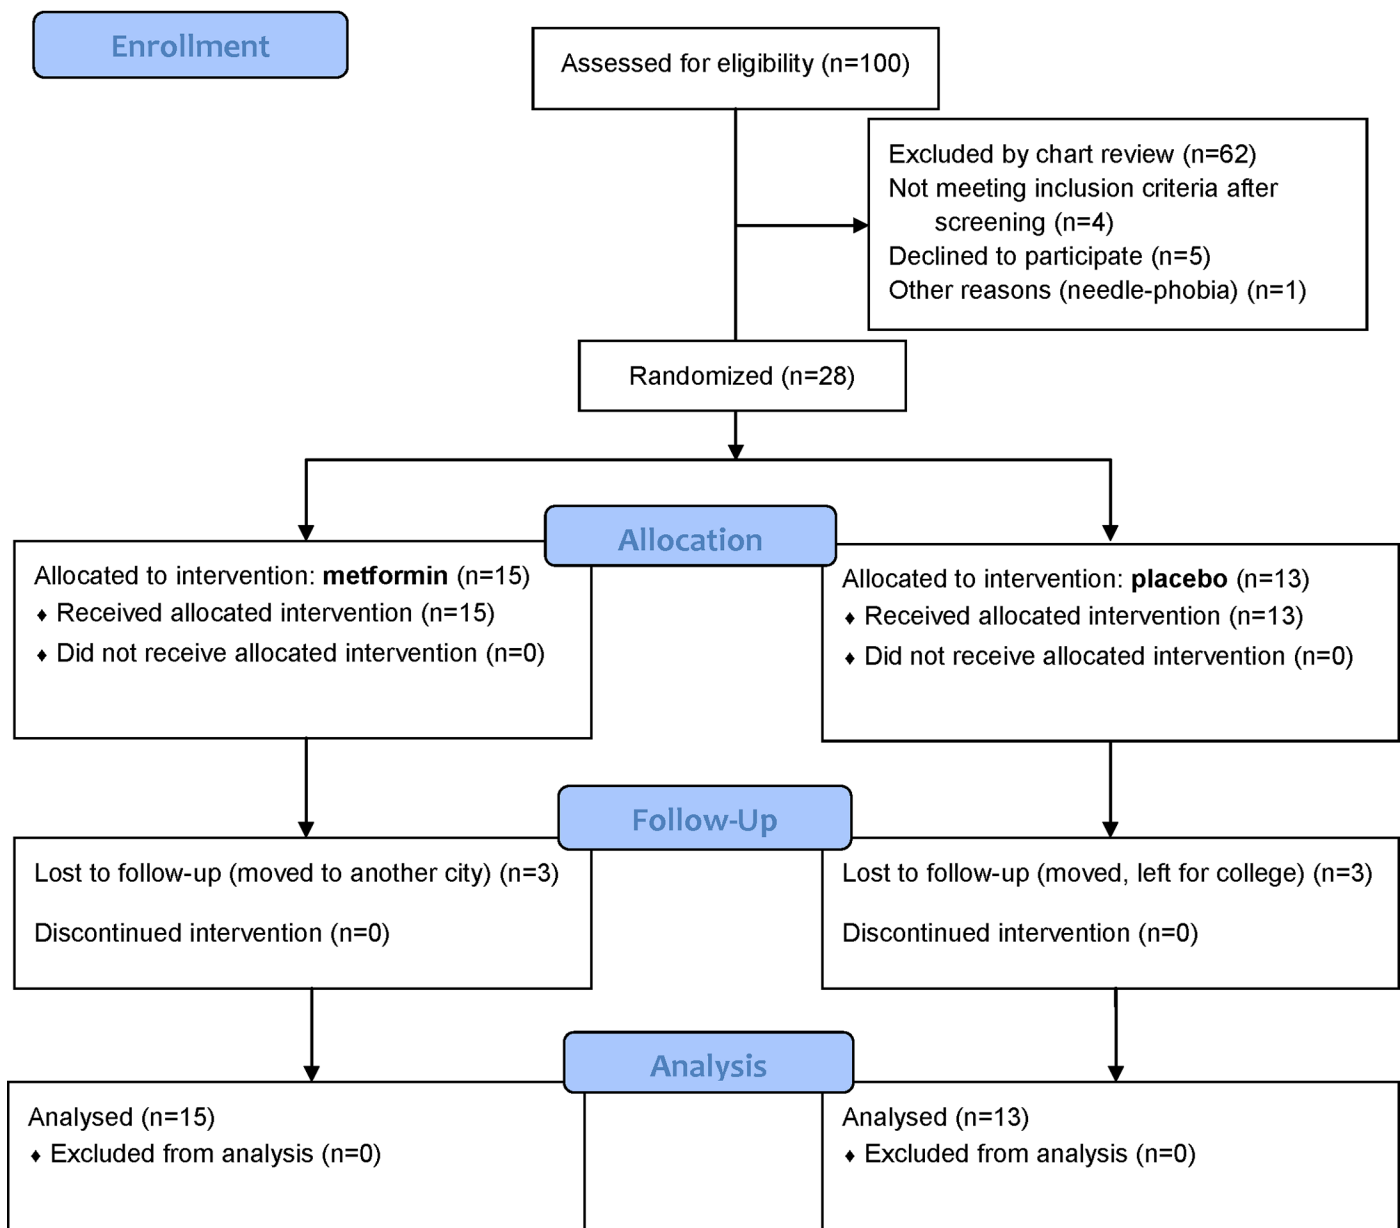 Enrollment
Assessed for eligibility (n=100)
Excluded by chart review (n=62)
Not meeting inclusion criteria after
screening (n=4)
Declined to participate (n=5)
Other reasons (needle-phobia) (n=1)
Randomized (n=28)
Allocation
Allocated to intervention: metformin (n=15)
♦ Received allocated intervention (n=15)
♦ Did not receive allocated intervention (n=0)
Allocated to intervention: placebo (n=13)
♦ Received allocated intervention (n=13)
♦ Did not receive allocated intervention (n=0)
Follow-Up
Lost to follow-up (moved to another city) (n=3)
Discontinued intervention (n=0)
Lost to follow-up (moved, left for college) (n=3)
Discontinued intervention (n=0)
Analysis
Analysed (n=15)
♦ Excluded from analysis (n=0)
Analysed (n=13)
♦ Excluded from analysis (n=0)